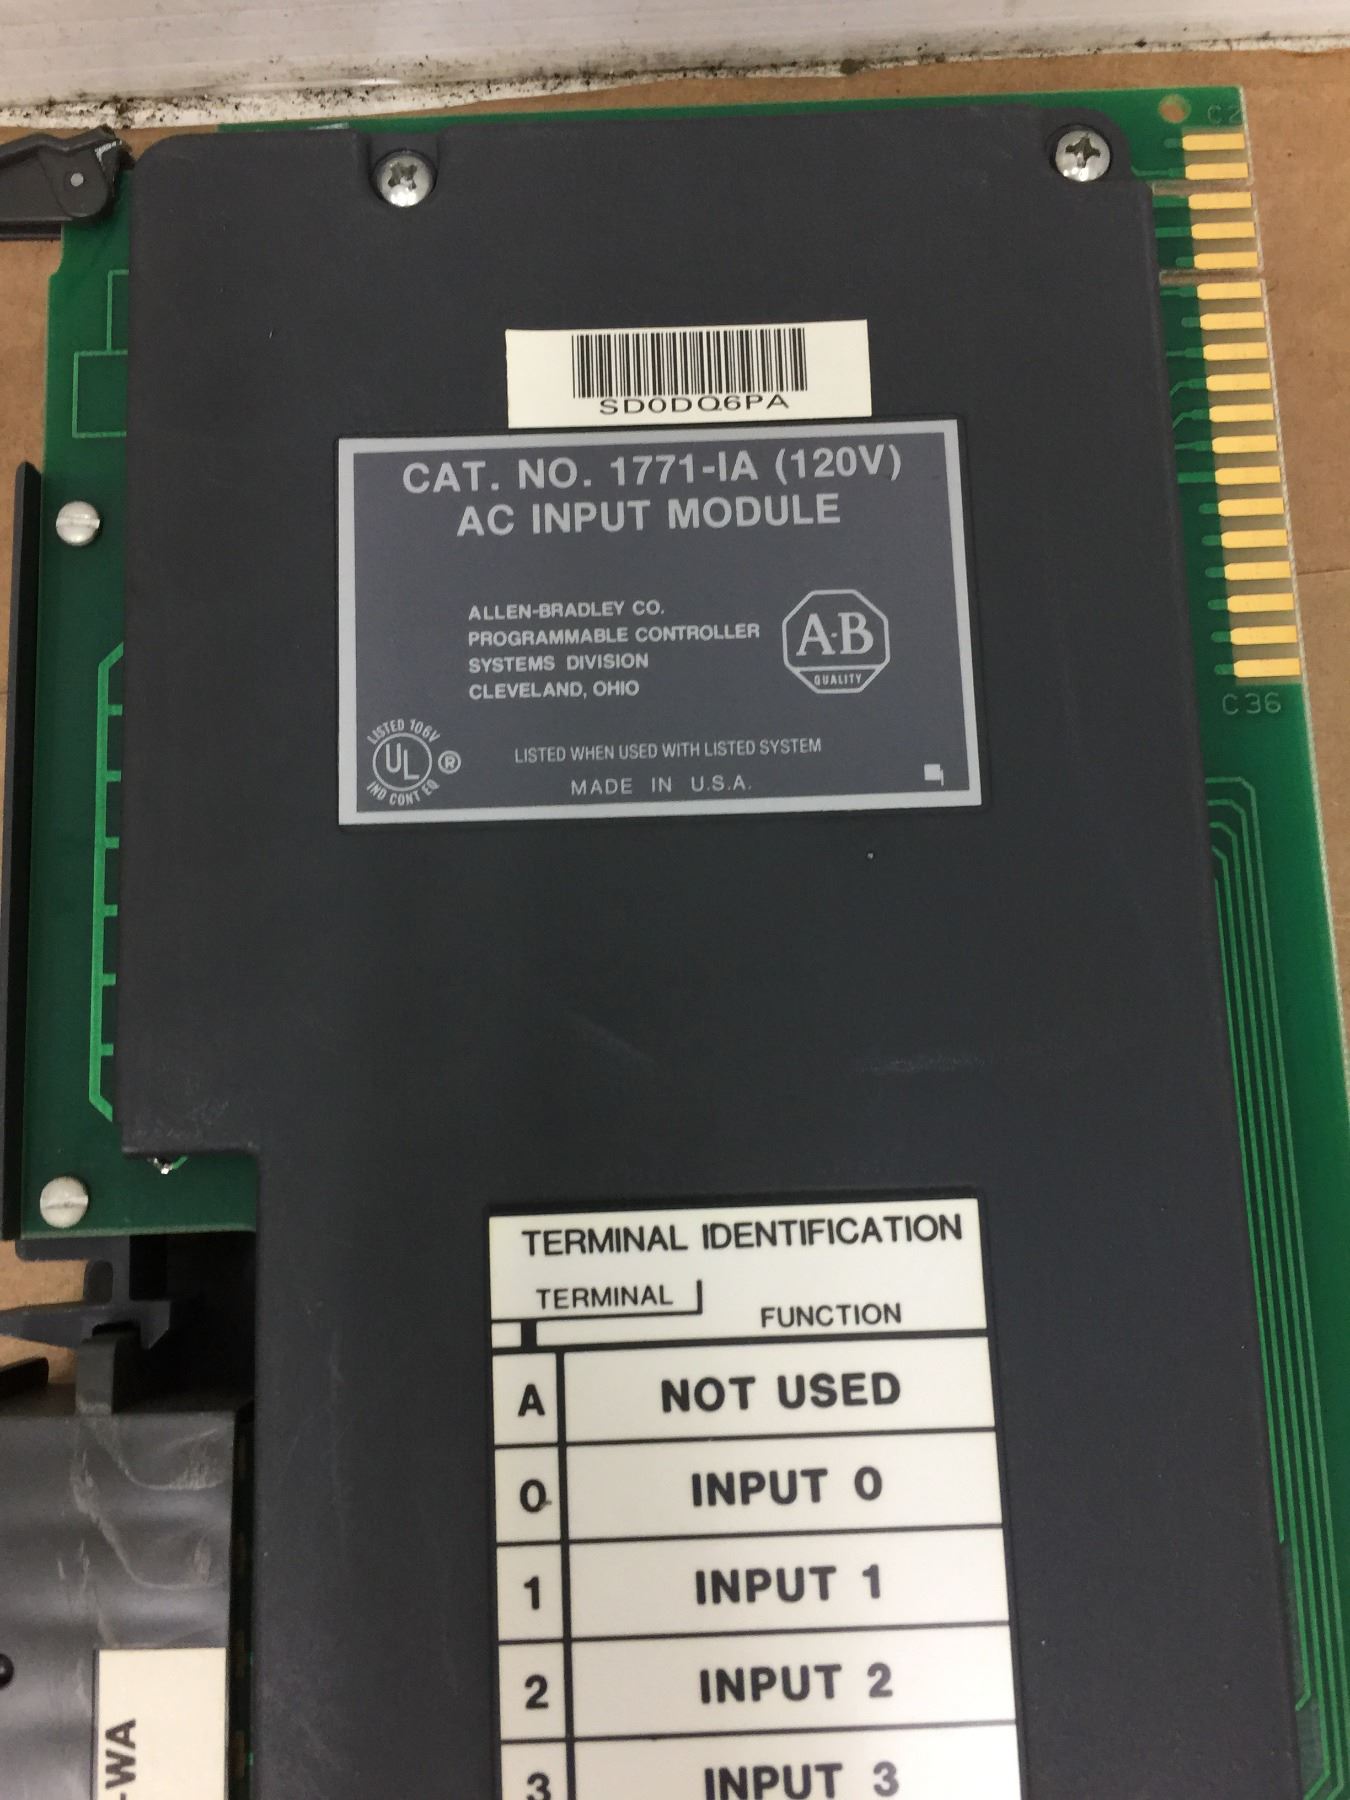 C2
SD0DQ6PA
CAT. NO. 1771-IA (120V)
AC INPUT MODULE
ALLEN-BRADLEY CO.
PROGRAMMABLE CONTROLLER
SYSTEMS DIVISION
CLEVELAND, OHIO
A-B
QUALITY
C36
LISTED 106V
UL ®
IND CONT EQ
LISTED WHEN USED WITH LISTED SYSTEM
MADE IN U.S.A.
TERMINAL IDENTIFICATION
TERMINAL
FUNCTION
A NOT USED
0 INPUT 0
1 INPUT 1
2 INPUT 2
3 INPUT 3
-WA